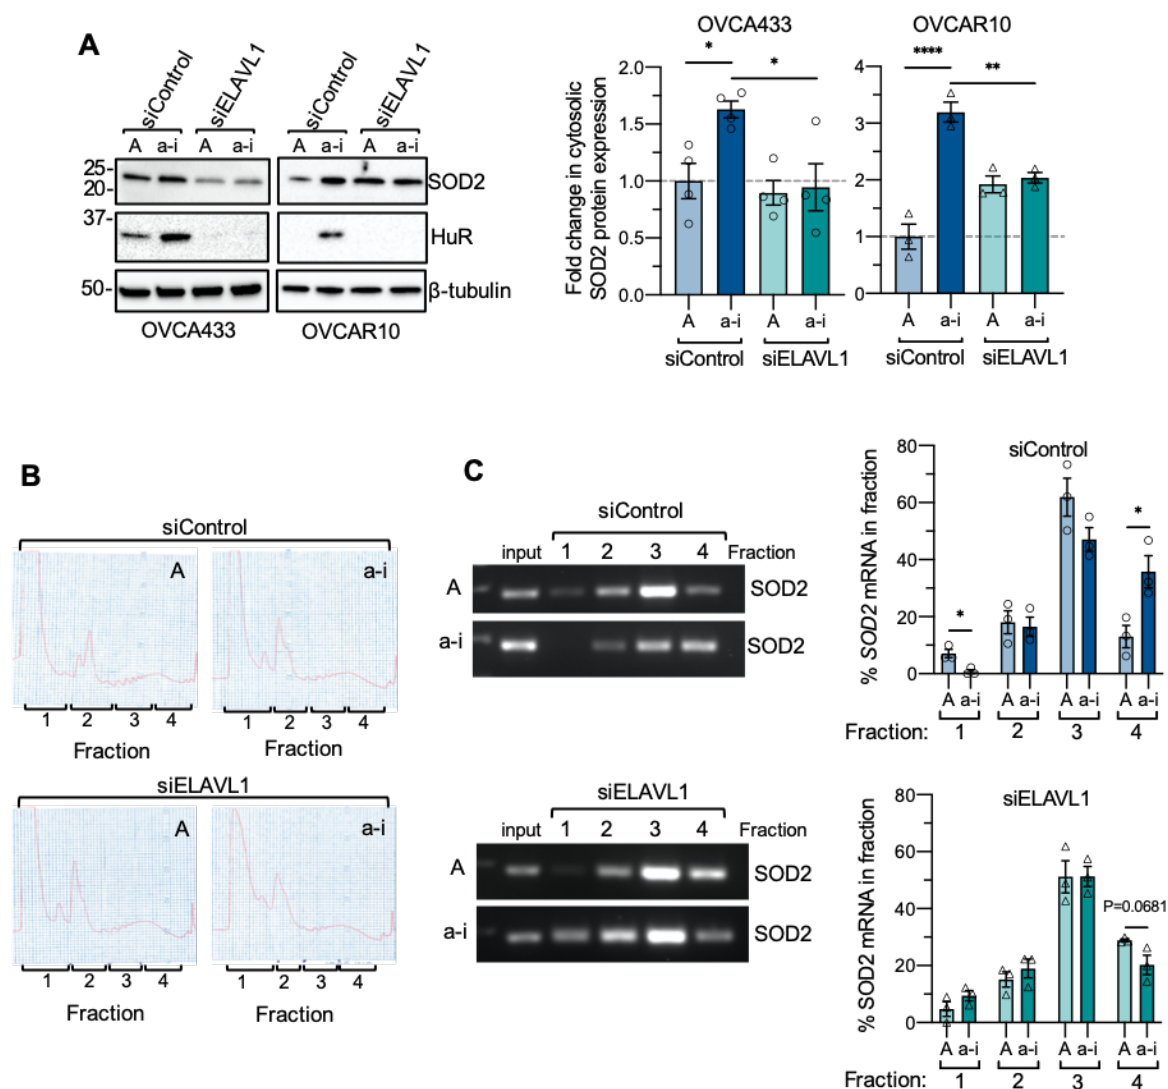 A
siControl
siELAVL1
siControl
siELAVL1
A a-i A a-i A a-i A a-i
25-
20-
SOD2
37-
HuR
50-
β-tubulin
OVCA433 OVCAR10
OVCA433
Fold change in cytosolic
SOD2 protein expression
2.0
1.5
1.0
0.5
0.0
* *
A a-i A a-i
siControl siELAVL1
OVCAR10
4
3
2
1
0
**** **
A a-i A a-i
siControl siELAVL1
B
siControl
A a-i
1 2 3 4 1 2 3 4
Fraction Fraction
siELAVL1
A a-i
1 2 3 4 1 2 3 4
Fraction Fraction
C
siControl
input 1 2 3 4 Fraction
A SOD2
a-i SOD2
siELAVL1
input 1 2 3 4 Fraction
A SOD2
a-i SOD2
siControl
% SOD2 mRNA in fraction
80
60
40
20
0
* *
A a-i A a-i A a-i A a-i
Fraction: 1 2 3 4
siELAVL1
% SOD2 mRNA in fraction
80
60
40
20
0
P=0.0681
A a-i A a-i A a-i A a-i
Fraction: 1 2 3 4